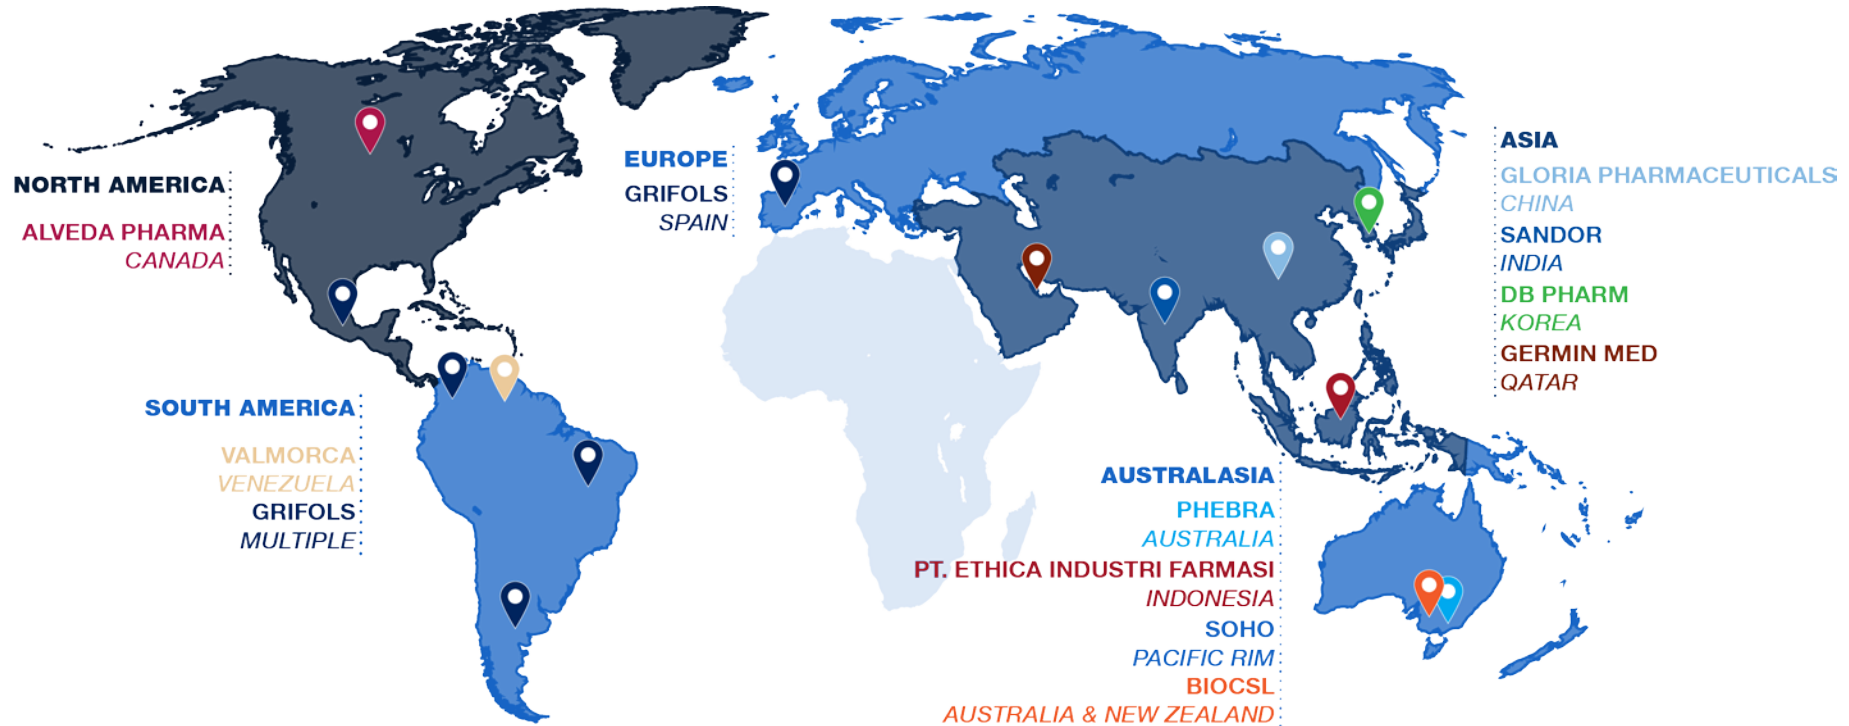 NORTH AMERICA
ALVEDA PHARMA
CANADA
SOUTH AMERICA
VALMORCA
VENEZUELA
GRIFOLS
MULTIPLE
EUROPE
GRIFOLS
SPAIN
AUSTRALASIA
PHEBRA
AUSTRALIA
PT. ETHICA INDUSTRI FARMASI
INDONESIA
SOHO
PACIFIC RIM
BIOCSL
AUSTRALIA & NEW ZEALAND
ASIA
GLORIA PHARMACEUTICALS
CHINA
SANDOR
INDIA
DB PHARM
KOREA
GERMIN MED
QATAR